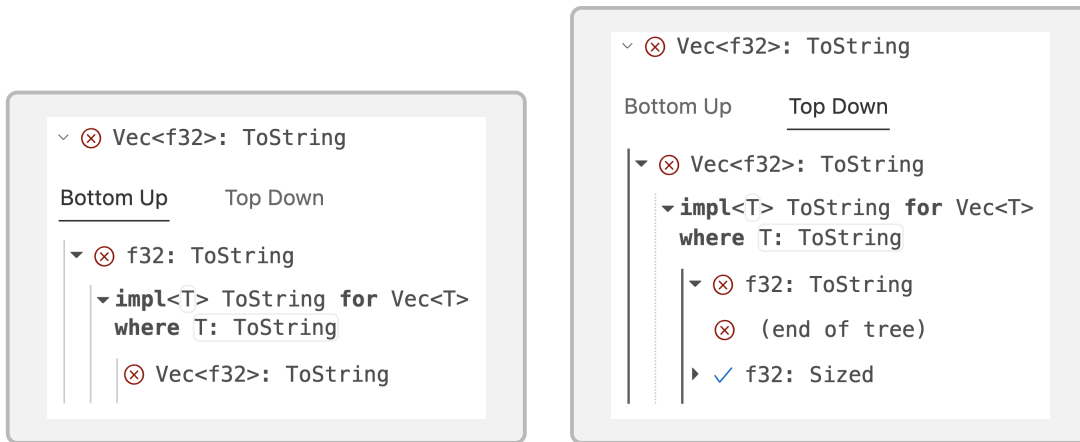 Vec<f32>: ToString
Bottom Up Top Down
f32: ToString
impl<T> ToString for Vec<T>
where T: ToString
Vec<f32>: ToString
Vec<f32>: ToString
Bottom Up Top Down
Vec<f32>: ToString
impl<T> ToString for Vec<T>
where T: ToString
f32: ToString
(end of tree)
f32: Sized